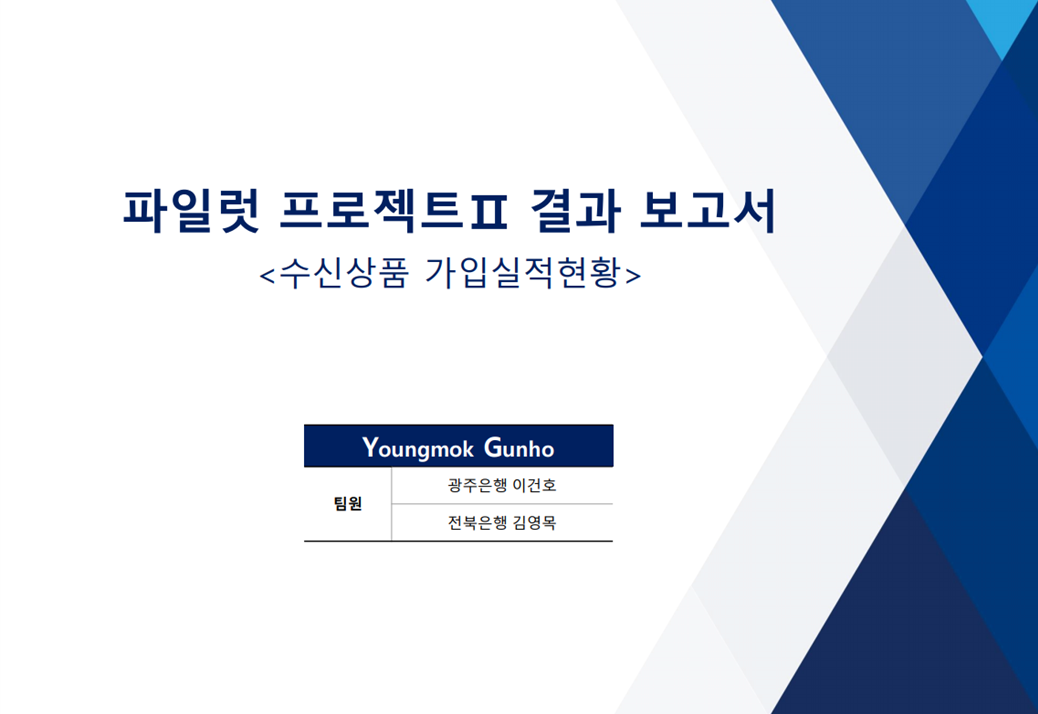 파일럿 프로젝트Ⅱ 결과 보고서
<수신상품 가입실적현황>
Youngmok Gunho
팀원
광주은행 이건호
전북은행 김영목